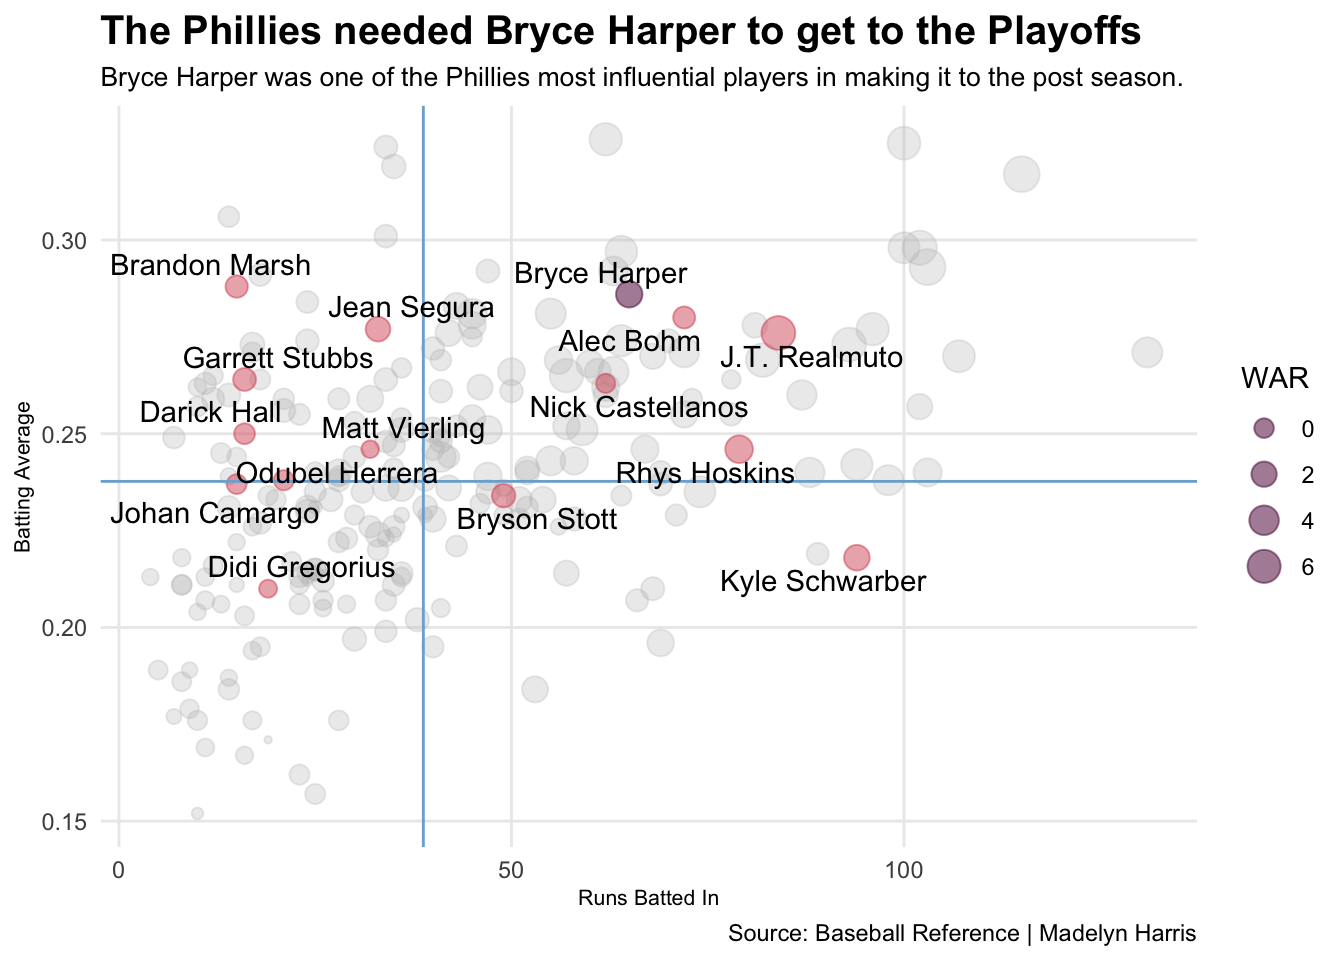 The Phillies needed Bryce Harper to get to the Playoffs
Bryce Harper was one of the Phillies most influential players in making it to the post season.
Batting Average
0.30
0.25
0.20
0.15
Brandon Marsh
Bryce Harper
Jean Segura
Alec Bohm
Garrett Stubbs
J.T. Realmuto
Darick Hall
Nick Castellanos
Matt Vierling
Odubel Herrera
Rhys Hoskins
Johan Camargo
Bryson Stott
Didi Gregorius
Kyle Schwarber
WAR
0
2
4
6
0
50
100
Runs Batted In
Source: Baseball Reference | Madelyn Harris